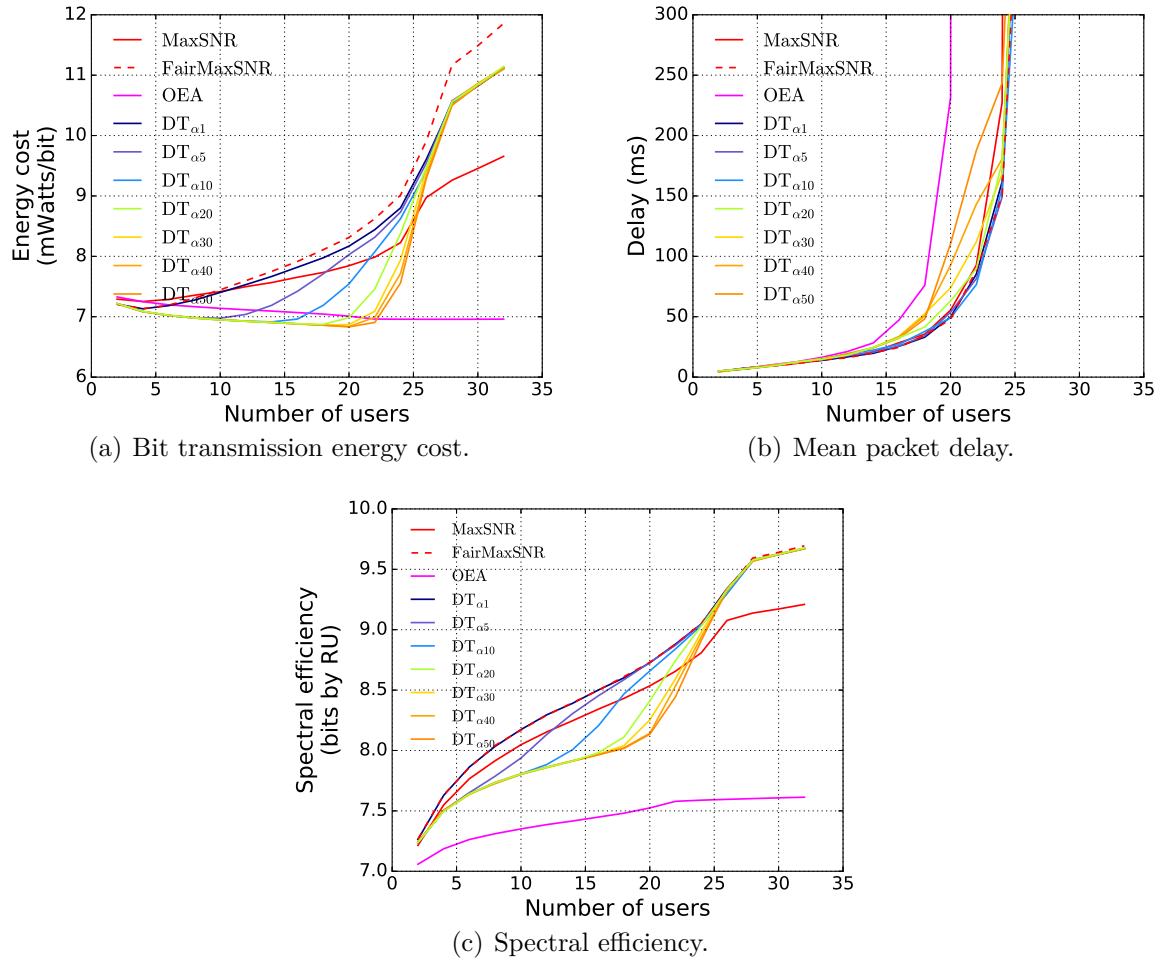 12
11
10
9
8
7
6
0
5
10
15
20
25
30
35
Energy cost
(mWatts/bit)
Number of users
MaxSNR
FairMaxSNR
OEA
DTα1
DTα5
DTα10
DTα20
DTα30
DTα40
DTα50
(a) Bit transmission energy cost.
300
250
200
150
100
50
0
0
5
10
15
20
25
30
35
Delay (ms)
Number of users
MaxSNR
FairMaxSNR
OEA
DTα1
DTα5
DTα10
DTα20
DTα30
DTα40
DTα50
(b) Mean packet delay.
10.0
9.5
9.0
8.5
8.0
7.5
7.0
0
5
10
15
20
25
30
35
Spectral efficiency
(bits by RU)
Number of users
MaxSNR
FairMaxSNR
OEA
DTα1
DTα5
DTα10
DTα20
DTα30
DTα40
DTα50
(c) Spectral efficiency.